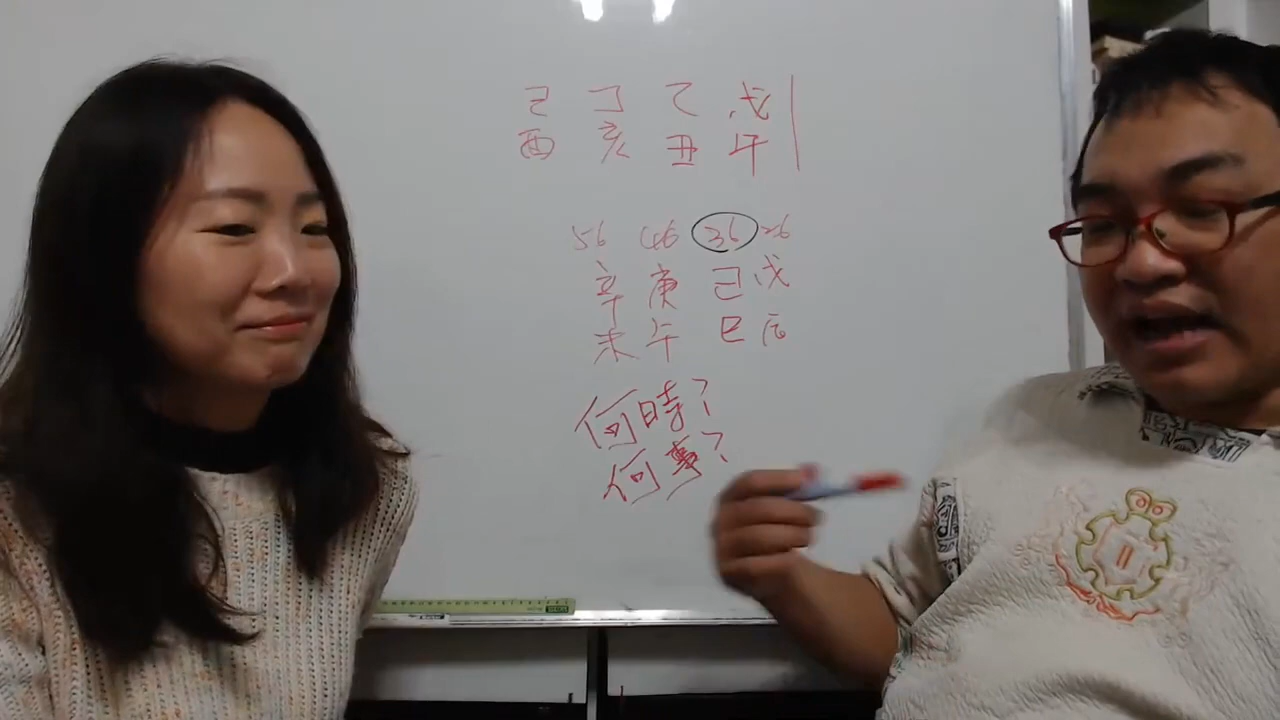 己 丁 乙 戊
酉 亥 丑 午
56 46 36 26
辛 庚 己 戊
未 午 巳 辰
何時?
何事?